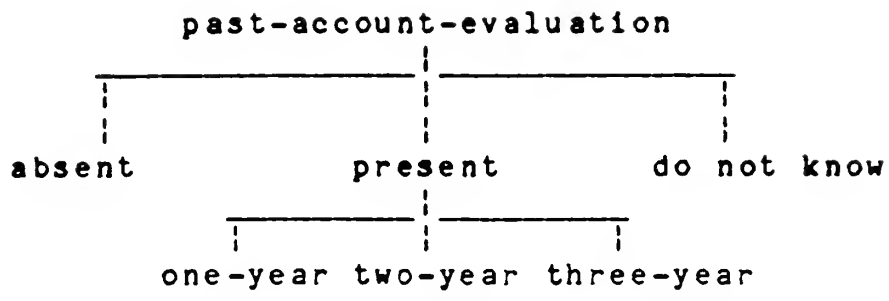 past-account-evaluation
absent present do not know
one-year two-year three-year